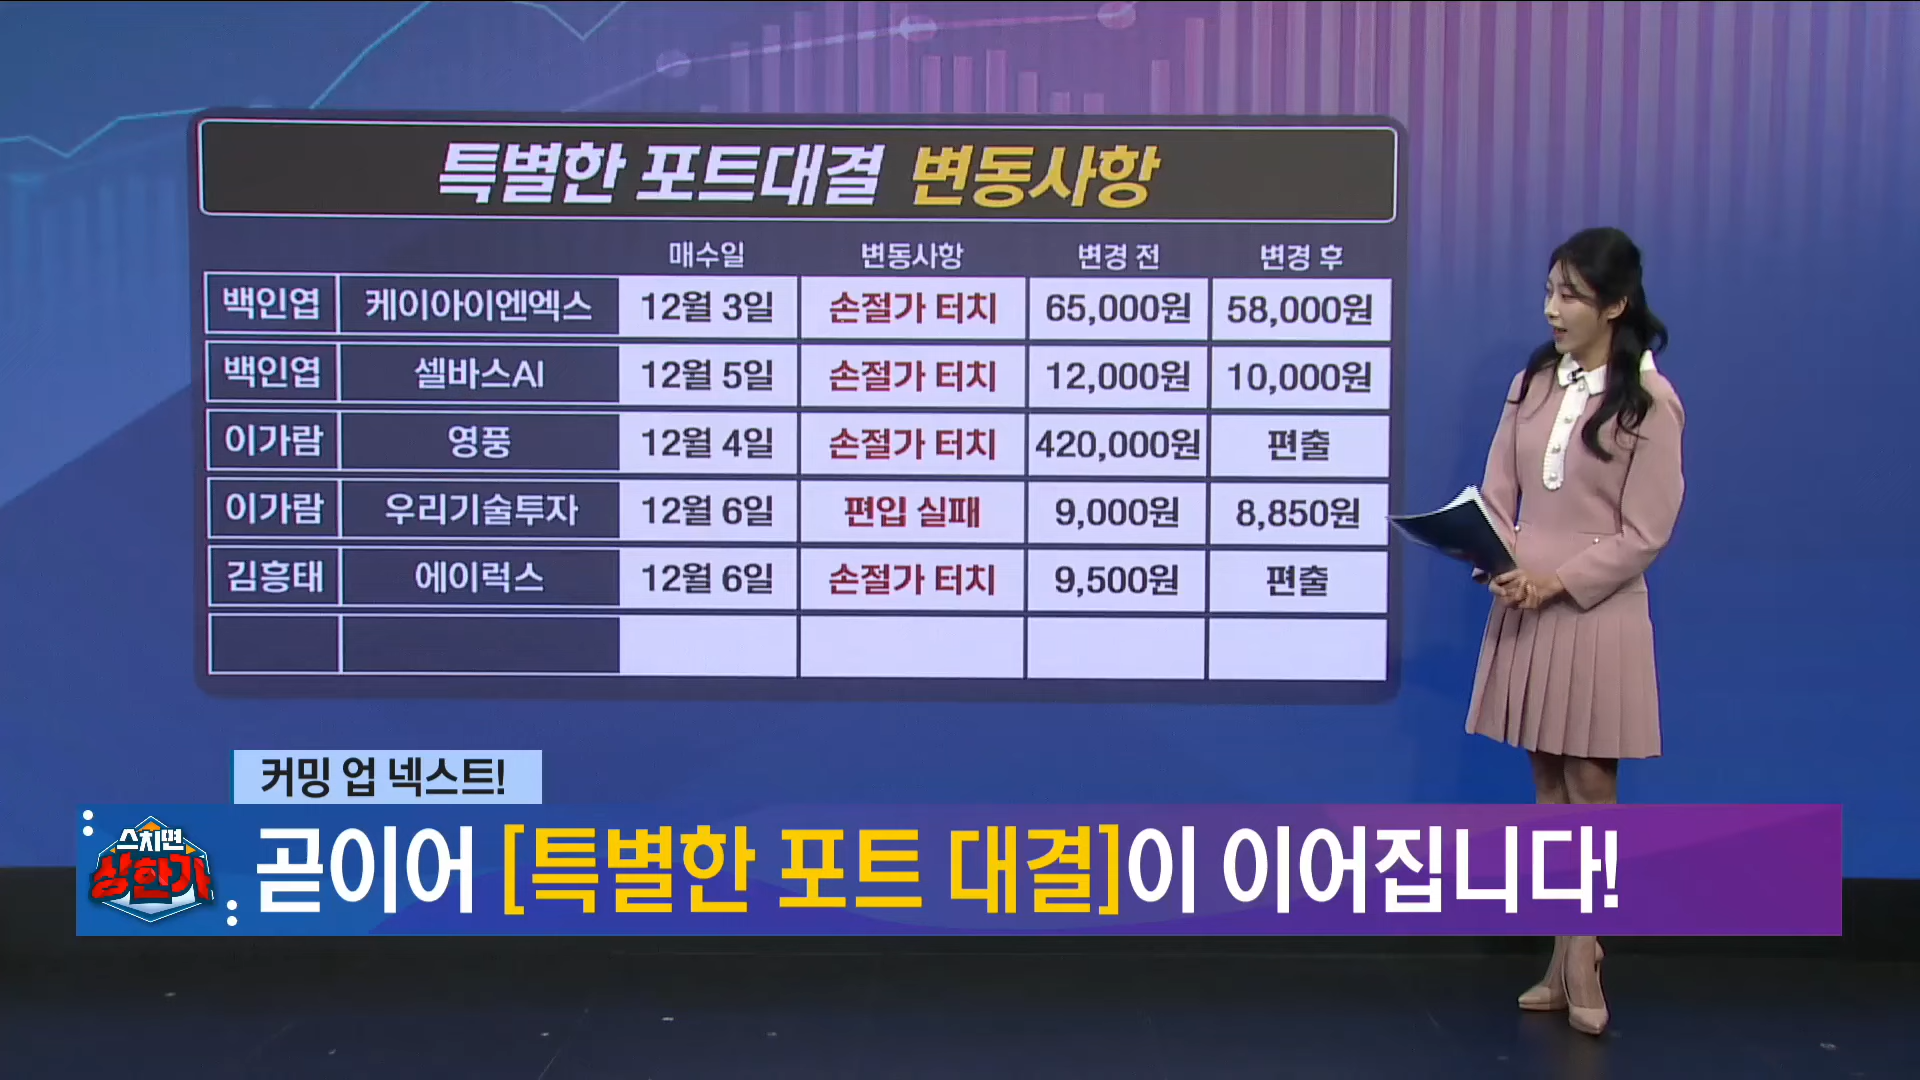 특별한 포트대결 변동사항
매수일 변동사항 변경 전 변경 후
백인엽 케이아이엔엑스 12월 3일 손절가 터치 65,000원 58,000원
백인엽 셀바스AI 12월 5일 손절가 터치 12,000원 10,000원
이가람 영풍 12월 4일 손절가 터치 420,000원 편출
이가람 우리기술투자 12월 6일 편입 실패 9,000원 8,850원
김흥태 에이럭스 12월 6일 손절가 터치 9,500원 편출
커밍 업 넥스트!
스치면
상한가
곧이어 [특별한 포트 대결]이 이어집니다!